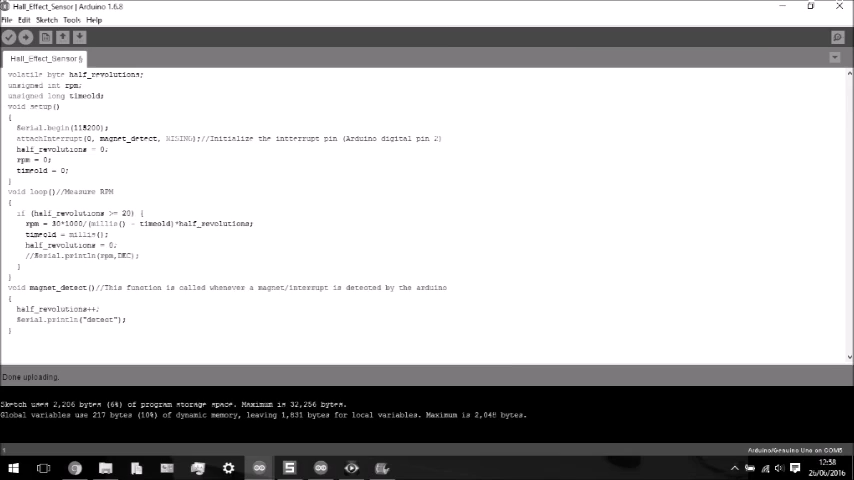 Hall_Effect_Sensor | Arduino 1.6.8
File Edit Sketch Tools Help
Hall_Effect_Sensor §
volatile byte half_revolutions;
unsigned int rpm;
unsigned long timeold;
void setup()
{
Serial.begin(115200);
attachInterrupt(0, magnet_detect, RISING);//Initialize the intterrupt pin (Arduino digital pin 2)
half_revolutions = 0;
rpm = 0;
timeold = 0;
}
void loop()//Measure RPM
{
if (half_revolutions >= 20) {
rpm = 30*1000/(millis() - timeold)*half_revolutions;
timeold = millis();
half_revolutions = 0;
//Serial.println(rpm,DEC);
}
}
void magnet_detect()//This function is called whenever a magnet/interrupt is detected by the arduino
{
half_revolutions++;
Serial.println("detect");
}
Done uploading.
Sketch uses 2,206 bytes (6%) of program storage space. Maximum is 32,256 bytes.
Global variables use 217 bytes (10%) of dynamic memory, leaving 1,831 bytes for local variables. Maximum is 2,048 bytes.
1
Arduino/Genuino Uno on COM8
12:58
26/06/2016